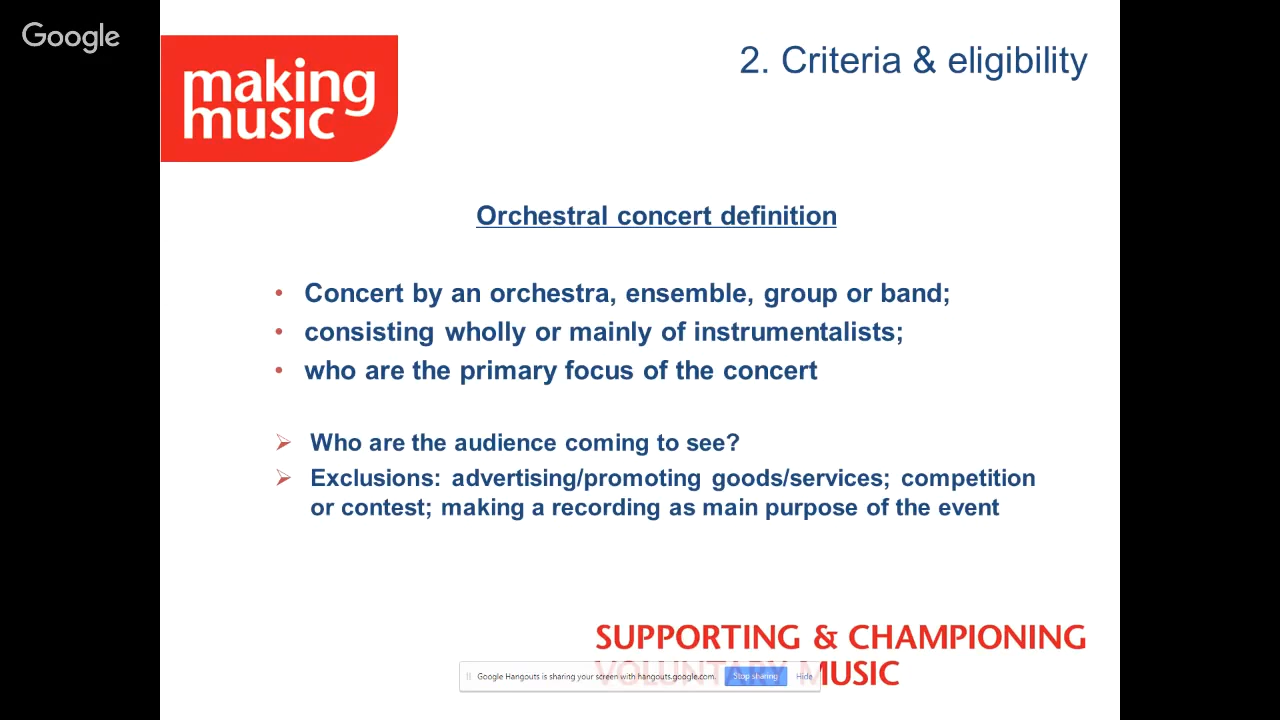 Google
making
music
2. Criteria & eligibility
Orchestral concert definition
• Concert by an orchestra, ensemble, group or band;
• consisting wholly or mainly of instrumentalists;
• who are the primary focus of the concert
➢ Who are the audience coming to see?
➢ Exclusions: advertising/promoting goods/services; competition
or contest; making a recording as main purpose of the event
SUPPORTING & CHAMPIONING
VOLUNTARY MUSIC
Google Hangouts is sharing your screen with hangouts.google.com. Stop sharing Hide